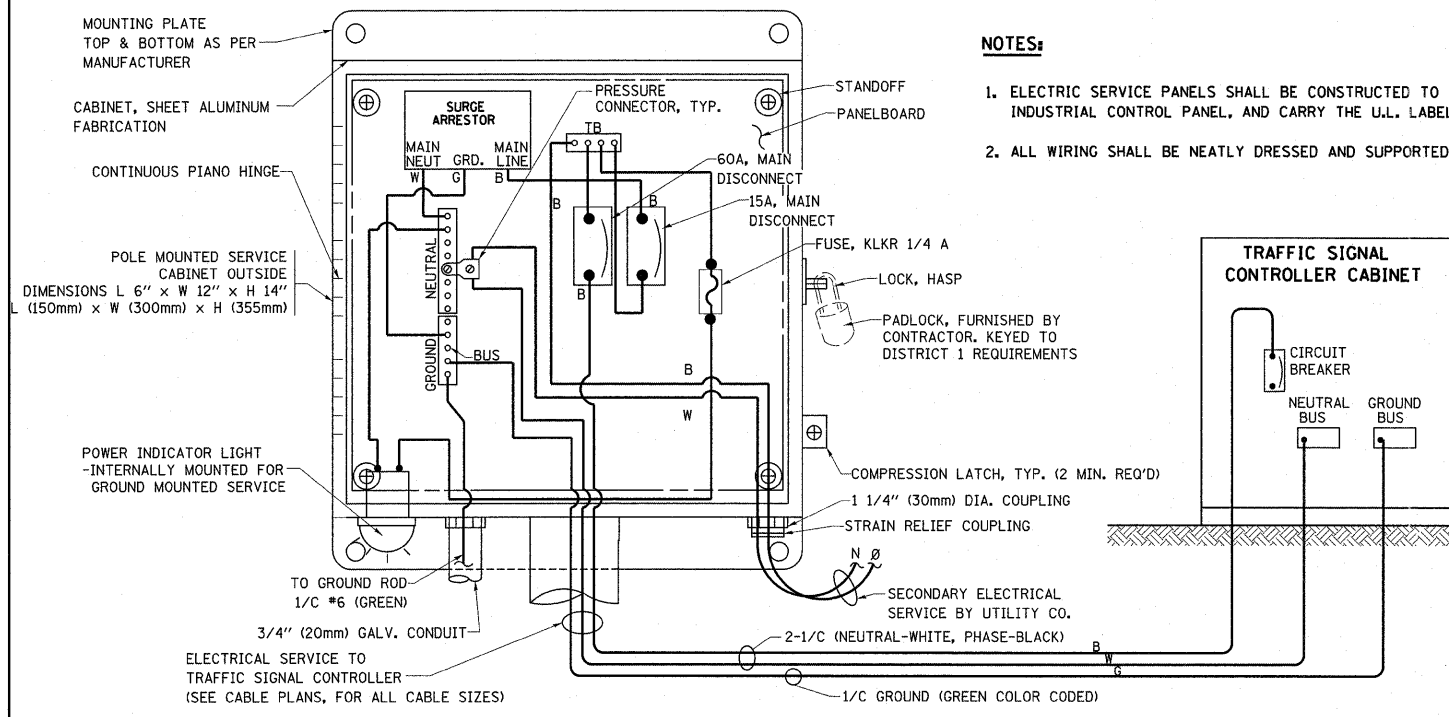 MOUNTING PLATE
TOP & BOTTOM AS PER
MANUFACTURER
CABINET, SHEET ALUMINUM
FABRICATION
CONTINUOUS PIANO HINGE
POLE MOUNTED SERVICE
CABINET OUTSIDE
DIMENSIONS L 6" x W 12" x H 14"
L (150mm) x W (300mm) x H (355mm)
POWER INDICATOR LIGHT
-INTERNALLY MOUNTED FOR
GROUND MOUNTED SERVICE
SURGE
ARRESTOR
MAIN
NEUT
GRD.
MAIN
LINE
W
G
B
PRESSURE
CONNECTOR, TYP.
TB
STANDOFF
PANELBOARD
60A, MAIN
DISCONNECT
15A, MAIN
DISCONNECT
B
B
B
NEUTRAL
GROUND
BUS
FUSE, KLKR 1/4 A
LOCK, HASP
PADLOCK, FURNISHED BY
CONTRACTOR. KEYED TO
DISTRICT 1 REQUIREMENTS
B
W
COMPRESSION LATCH, TYP. (2 MIN. REQ'D)
1 1/4" (30mm) DIA. COUPLING
STRAIN RELIEF COUPLING
N Ø
SECONDARY ELECTRICAL
SERVICE BY UTILITY CO.
TO GROUND ROD
1/C #6 (GREEN)
3/4" (20mm) GALV. CONDUIT
ELECTRICAL SERVICE TO
TRAFFIC SIGNAL CONTROLLER
(SEE CABLE PLANS, FOR ALL CABLE SIZES)
2-1/C (NEUTRAL-WHITE, PHASE-BLACK)
B
W
G
1/C GROUND (GREEN COLOR CODED)
NOTES:
1. ELECTRIC SERVICE PANELS SHALL BE CONSTRUCTED TO
INDUSTRIAL CONTROL PANEL, AND CARRY THE U.L. LABEL
2. ALL WIRING SHALL BE NEATLY DRESSED AND SUPPORTED
TRAFFIC SIGNAL
CONTROLLER CABINET
CIRCUIT
BREAKER
NEUTRAL
BUS
GROUND
BUS